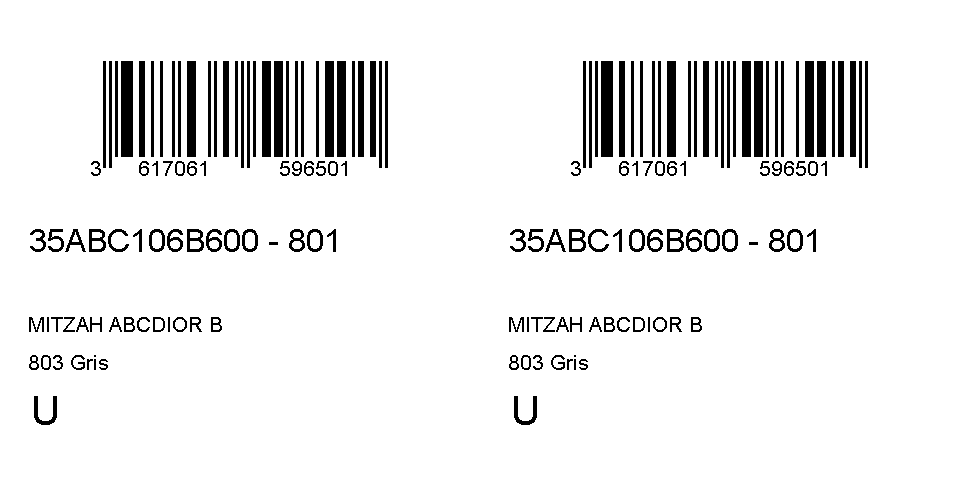 3 617061 596501
35ABC106B600 - 801
MITZAH ABCDIOR B
803 Gris
U
3 617061 596501
35ABC106B600 - 801
MITZAH ABCDIOR B
803 Gris
U